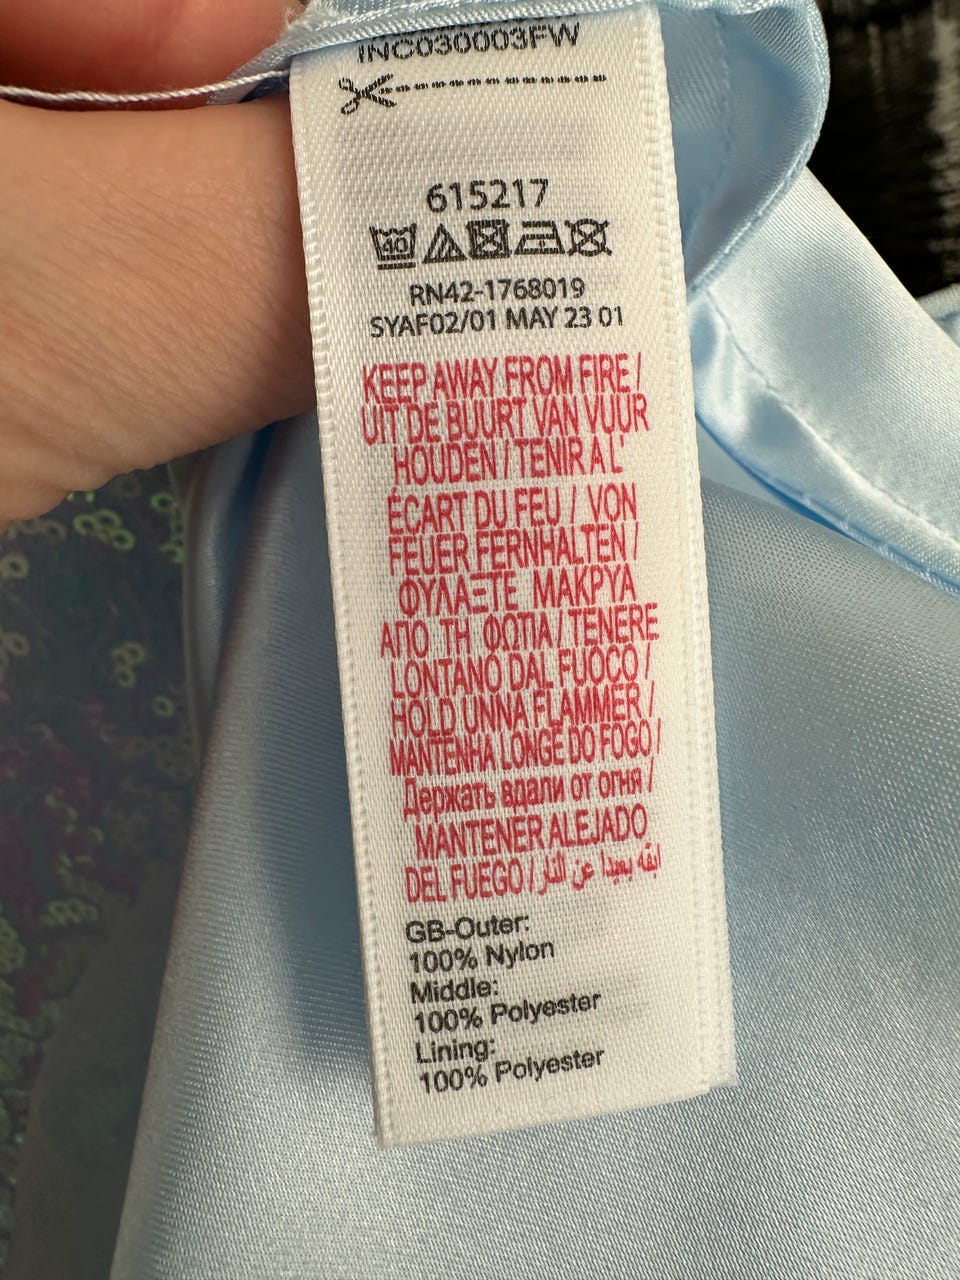 INC030003FW
615217
40
RN42-1768019
SYAF02/01 MAY 23 01
KEEP AWAY FROM FIRE /
UIT DE BUURT VAN VUUR
HOUDEN / TENIR A L'
ÉCART DU FEU / VON
FEUER FERNHALTEN /
ΦΥΛΑΞΤΕ ΜΑΚΡΥΑ
ΑΠΟ ΤΗ ΦΩΤΙΑ / TENERE
LONTANO DAL FUOCO /
HOLD UNNA FLAMMER /
MANTENHA LONGE DO FOGO /
Держать вдали от огня /
MANTENER ALEJADO
DEL FUEGO / ابقه بعيدا عن النار
GB-Outer:
100% Nylon
Middle:
100% Polyester
Lining:
100% Polyester